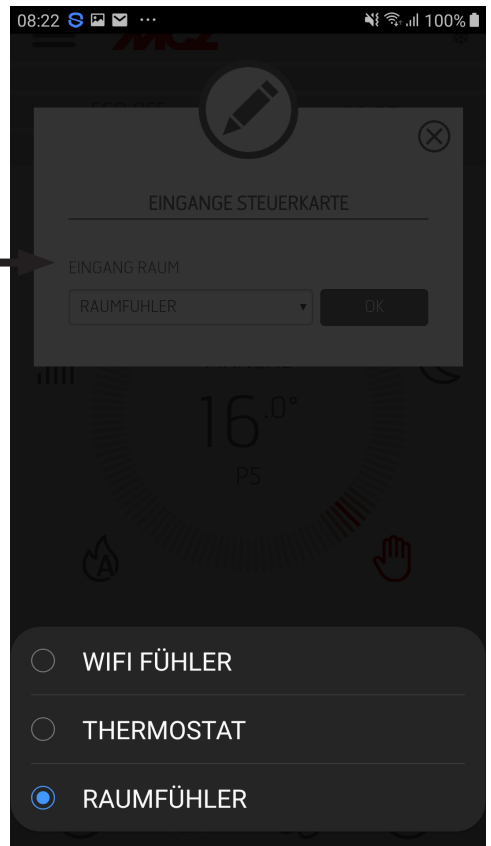 08:22 100%
MCZ
EINGANGE STEUERKARTE
EINGANG RAUM
RAUMFUHLER OK
16.0°
P5
A
WIFI FÜHLER
THERMOSTAT
RAUMFÜHLER